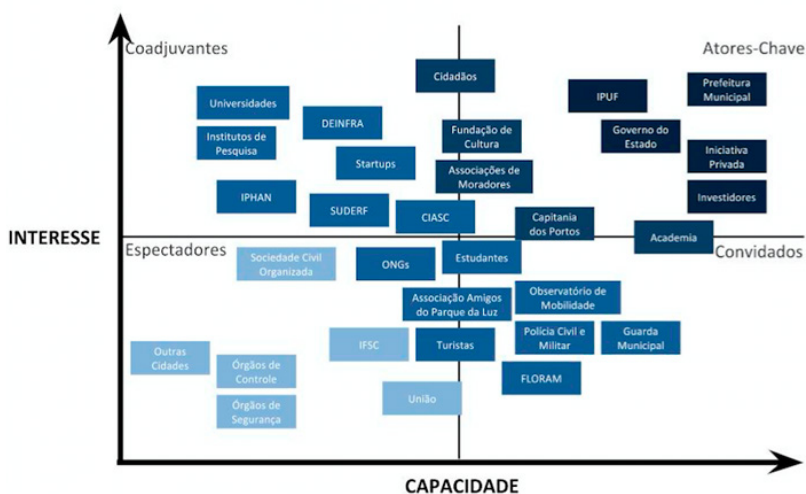 Coadjuvantes
Atores-Chave
Cidadãos
Prefeitura
Municipal
IPUF
Universidades
DEINFRA
Fundação de
Cultura
Governo do
Estado
Institutos de
Pesquisa
Iniciativa
Privada
Startups
Associações de
Moradores
IPHAN
Investidores
SUDERF
CIASC
Capitania
dos Portos
Academia
INTERESSE
Espectadores
Convidados
Sociedade Civil
Organizada
ONGs
Estudantes
Associação Amigos
do Parque da Luz
Observatório de
Mobilidade
IFSC
Turistas
Polícia Civil e
Militar
Guarda
Municipal
Outras
Cidades
Órgãos de
Controle
FLORAM
União
Órgãos de
Segurança
CAPACIDADE